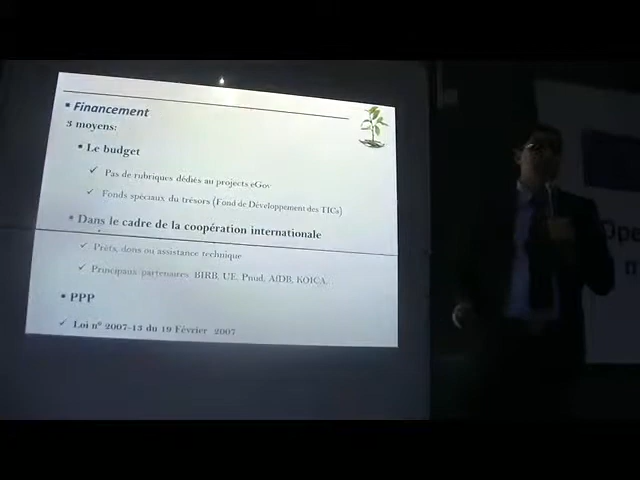 ▪ Financement
3 moyens:
▪ Le budget
✓ Pas de rubriques dédiés au projects eGov
✓ Fonds spéciaux du trésors (Fond de Développement des TICs)
▪ Dans le cadre de la coopération internationale
✓ Prêts, dons ou assistance technique
✓ Principaux partenaires BIRB, UE, Pnud, AfDB, KOICA,
▪ PPP
✓ Loi n° 2007-13 du 19 Février 2007
Ope